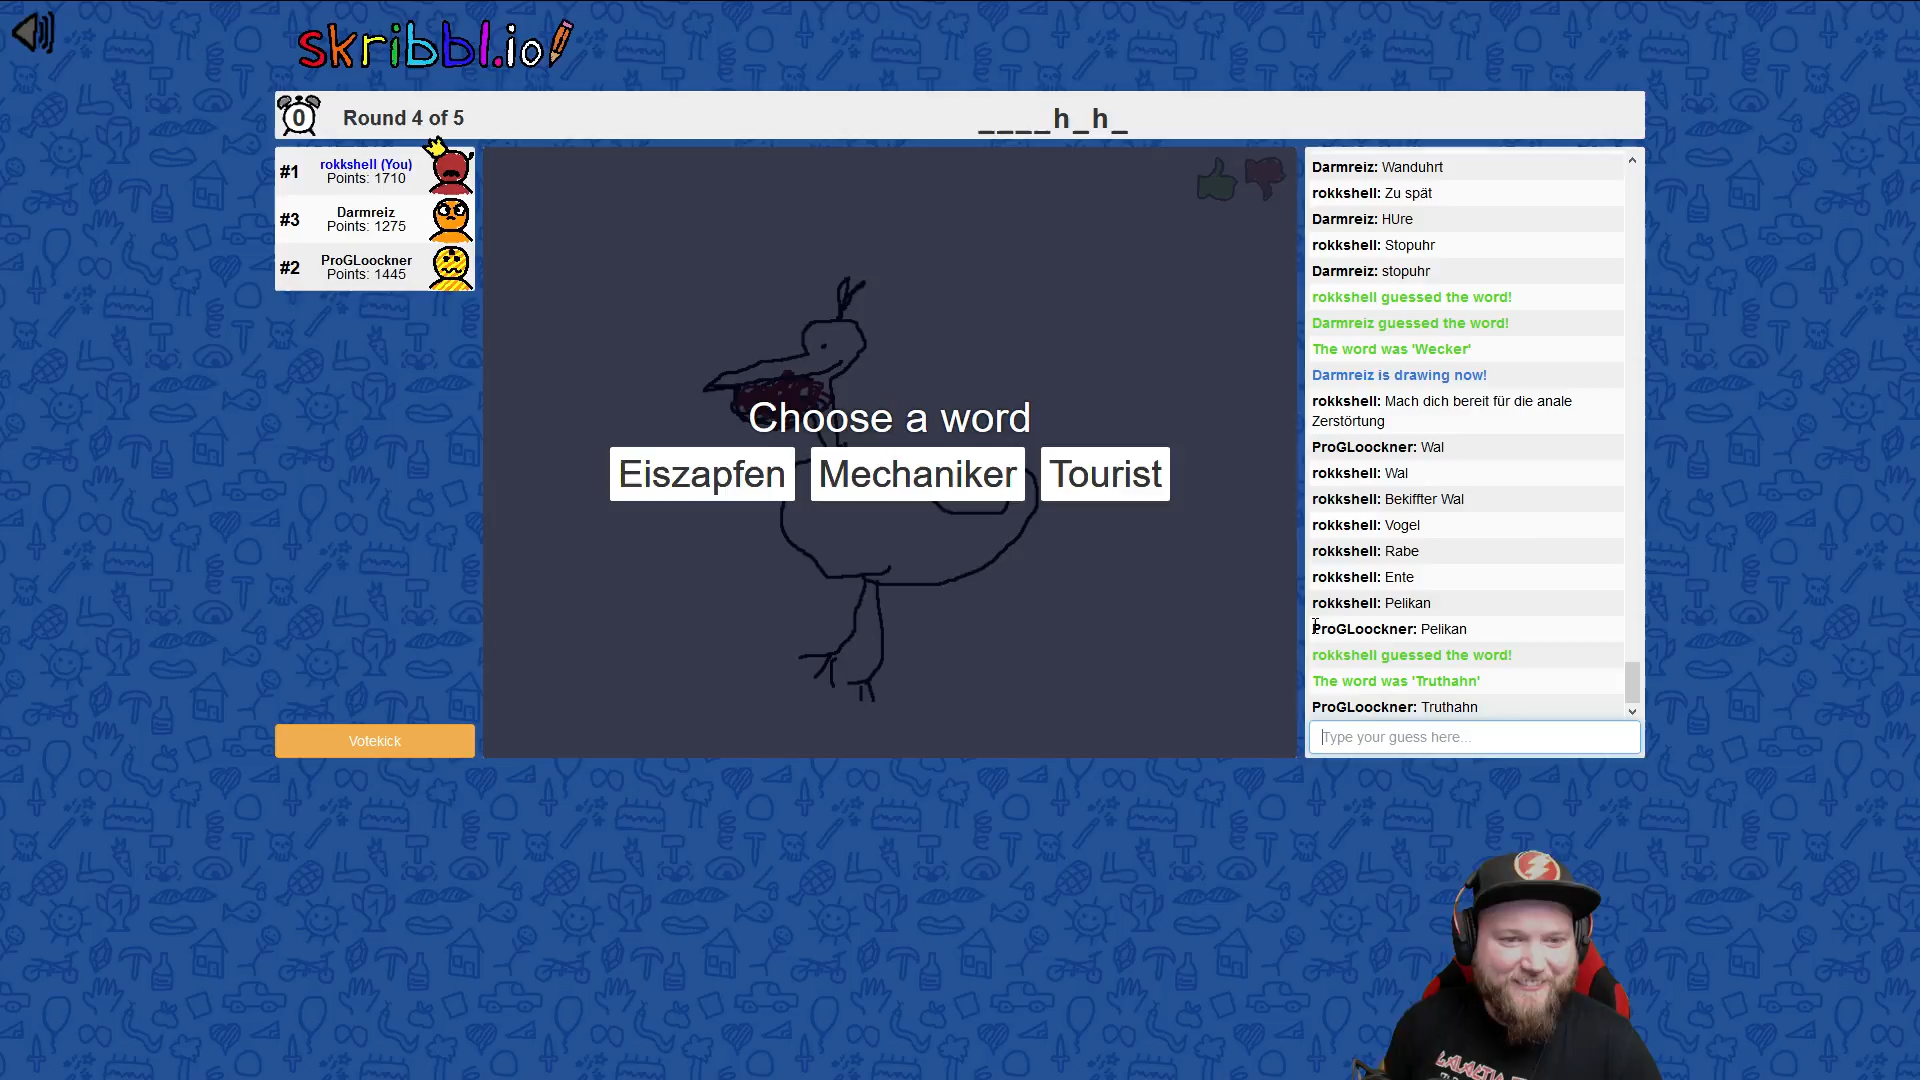 skribbl.io
0
Round 4 of 5
____h_h_
#1
rokkshell (You)
Points: 1710
#3
Darmreiz
Points: 1275
#2
ProGLoockner
Points: 1445
Votekick
Choose a word
Eiszapfen
Mechaniker
Tourist
Darmreiz: Wanduhrt
rokkshell: Zu spät
Darmreiz: HUre
rokkshell: Stopuhr
Darmreiz: stopuhr
rokkshell guessed the word!
Darmreiz guessed the word!
The word was 'Wecker'
Darmreiz is drawing now!
rokkshell: Mach dich bereit für die anale
Zerstörtung
ProGLoockner: Wal
rokkshell: Wal
rokkshell: Bekiffter Wal
rokkshell: Vogel
rokkshell: Rabe
rokkshell: Ente
rokkshell: Pelikan
ProGLoockner: Pelikan
rokkshell guessed the word!
The word was 'Truthahn'
ProGLoockner: Truthahn
Type your guess here...